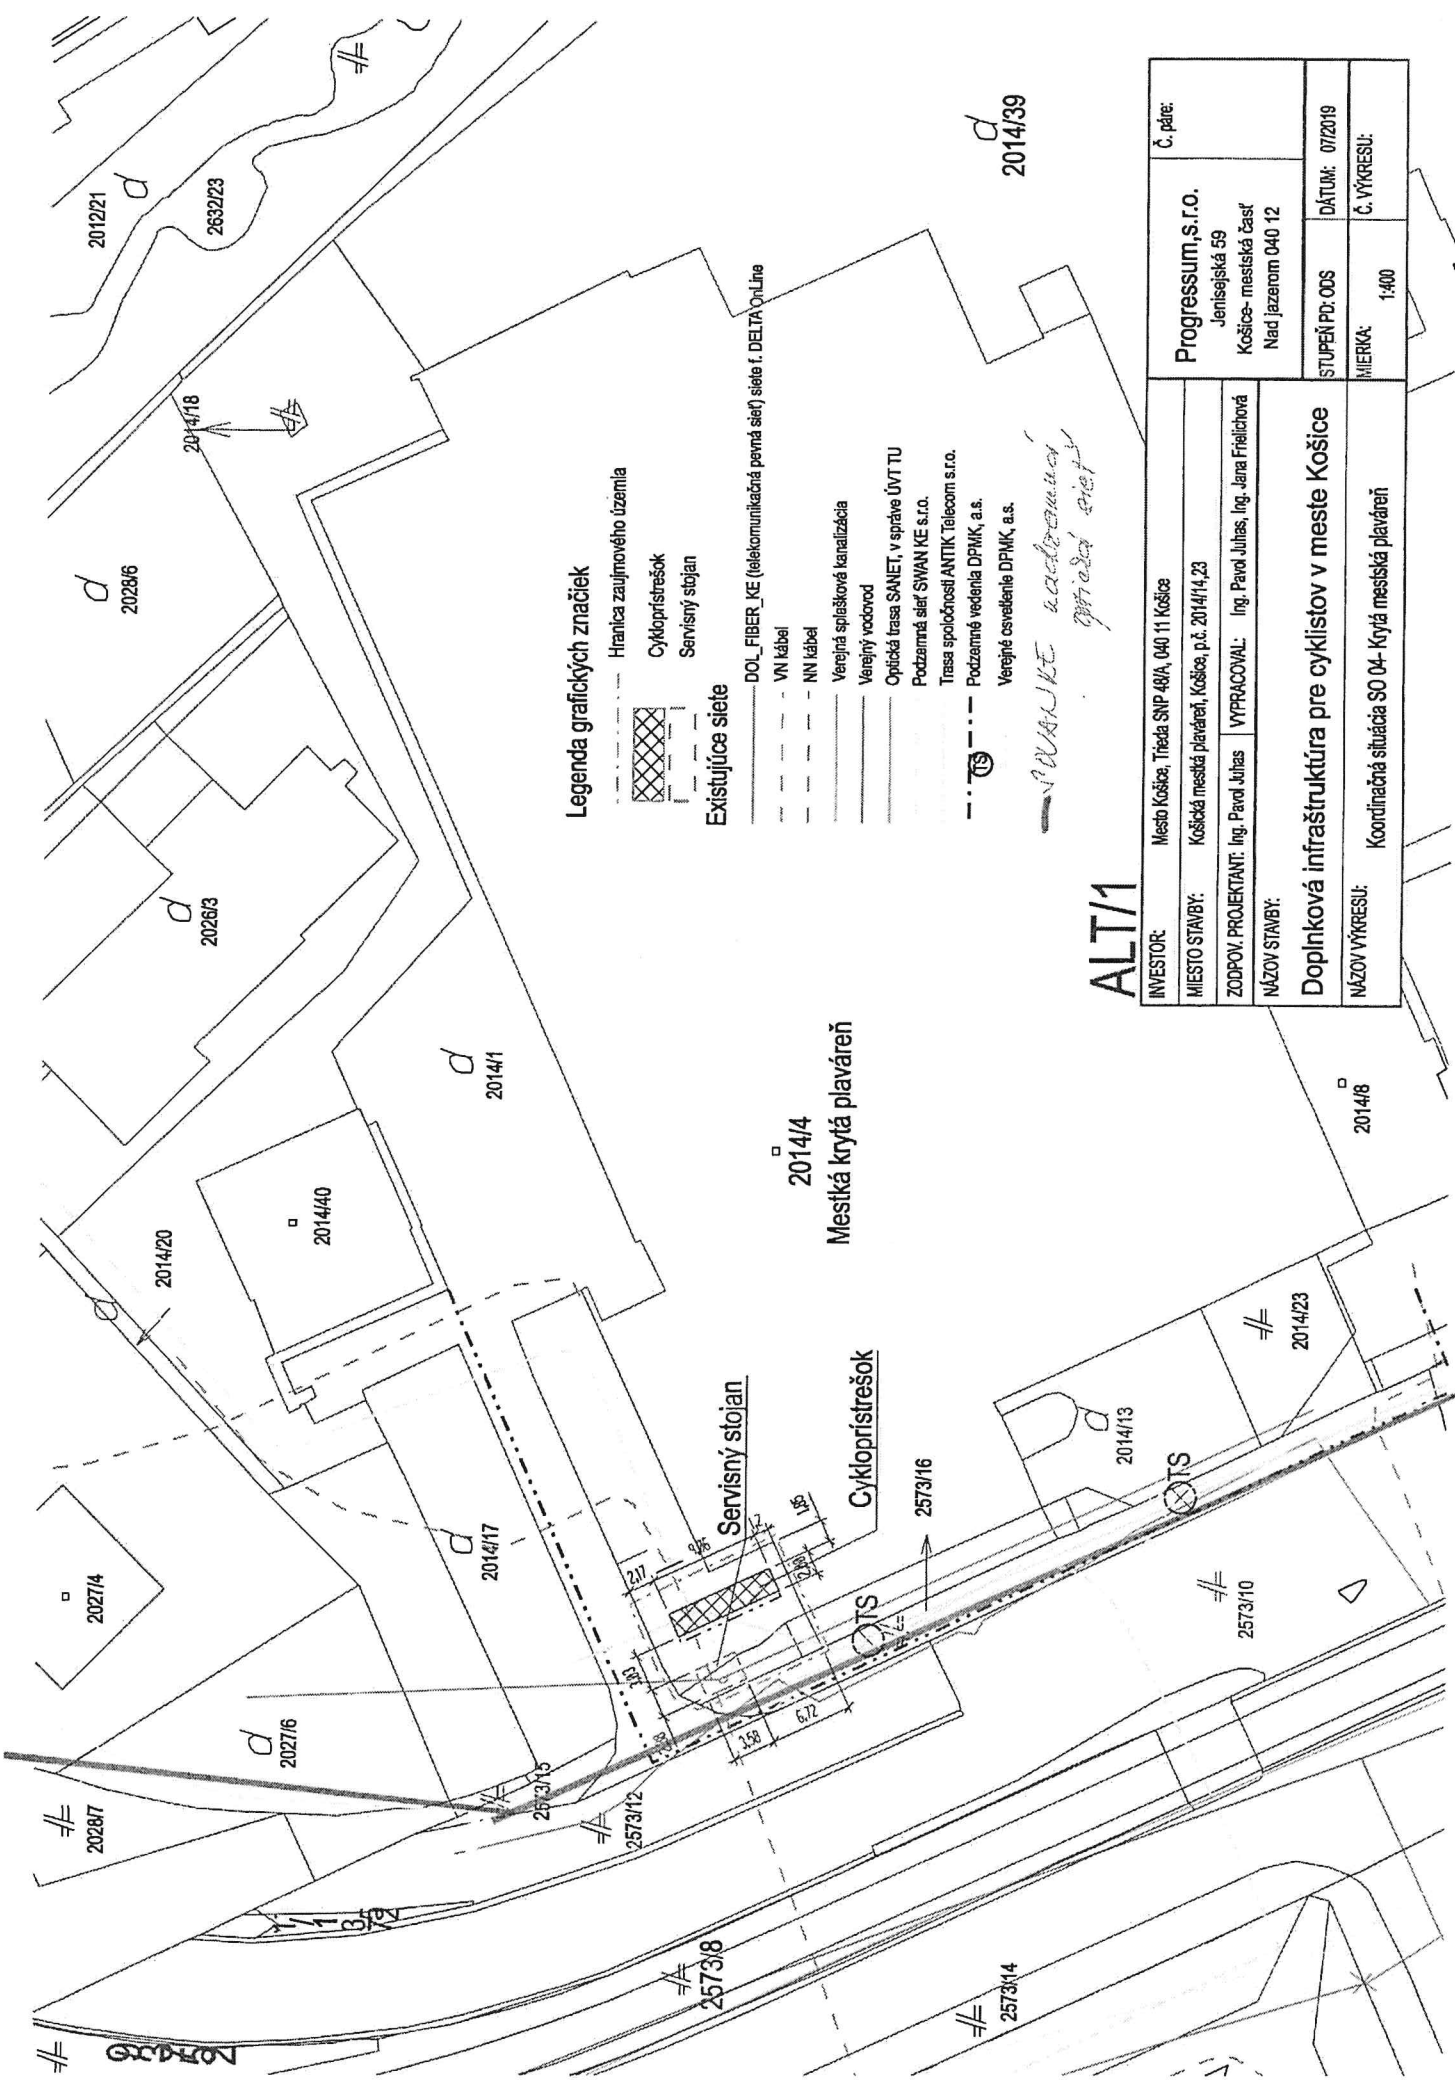 2012/21
2632/23
2014/18
2028/6
2014/39
2026/3
2014/1
2014/20
2014/40
2014/4
Mestká krytá plaváreň
2014/8
2027/4
2014/17
Servisný stojan
Cykloprístrešok
2573/16
2014/13
2014/23
TS
TS
2,17
1,85
2,00
3,58
6,72
2573/10
2027/6
2028/7
2573/15
2573/12
2573/8
2573/14
Legenda grafických značiek
Hranica zaujmového územia
Cykloprístrešok
Servisný stojan
Existujúce siete
DOL_FIBER_KE (telekomunikačná pevná sieť) siete f. DELTA OnLine
VN kábel
NN kábel
Verejná splašková kanalizácia
Verejný vodovod
Optická trasa SANET, v správe ÚVT TU
Podzemná sieť SWAN KE s.r.o.
Trasa spoločnosti ANTIK Telecom s.r.o.
Podzemné vedenia DPMK, a.s.
TS
Verejné osvetlenie DPMK, a.s.
nadzemná
sieť
ALT/1
INVESTOR: Mesto Košice, Trieda SNP 48/A, 040 11 Košice
MIESTO STAVBY: Košická mestká plaváreň, Košice, p.č. 2014/14,23
ZODPOV. PROJEKTANT: Ing. Pavol Juhas VYPRACOVAL: Ing. Pavol Juhas, Ing. Jana Frielichová
NÁZOV STAVBY:
Doplnková infraštruktúra pre cyklistov v meste Košice
NÁZOV VÝKRESU:
Koordinačná situácia SO 04- Krytá mestská plaváreň
Progressum,s.r.o.
Jenisejská 59
Košice- mestská časť
Nad jazerom 040 12
Č. páre:
STUPEŇ PD: ODS
DÁTUM: 07/2019
MIERKA:
1:400
Č. VÝKRESU: